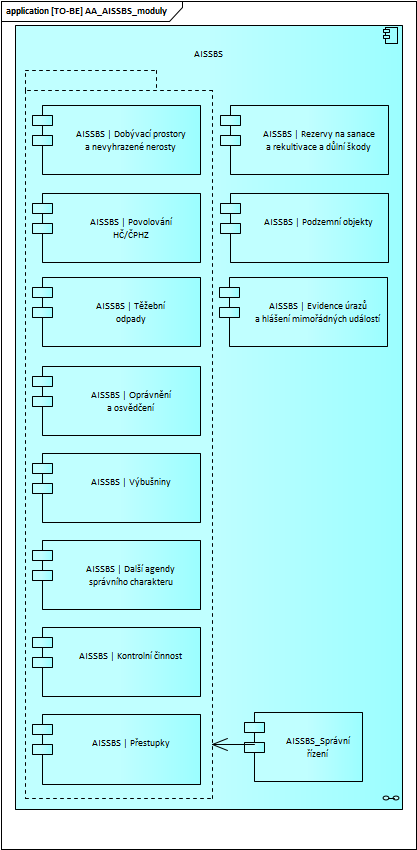 application [TO-BE] AA_AISSBS_moduly
AISSBS
AISSBS | Dobývací prostory
a nevyhrazené nerosty
AISSBS | Rezervy na sanace
a rekultivace a důlní škody
AISSBS | Povolování
HČ/ČPHZ
AISSBS | Podzemní objekty
AISSBS | Těžební
odpady
AISSBS | Evidence úrazů
a hlášení mimořádných událostí
AISSBS | Oprávnění
a osvědčení
AISSBS | Výbušniny
AISSBS | Další agendy
správního charakteru
AISSBS | Kontrolní činnost
AISSBS | Přestupky
AISSBS_Správní
řízení